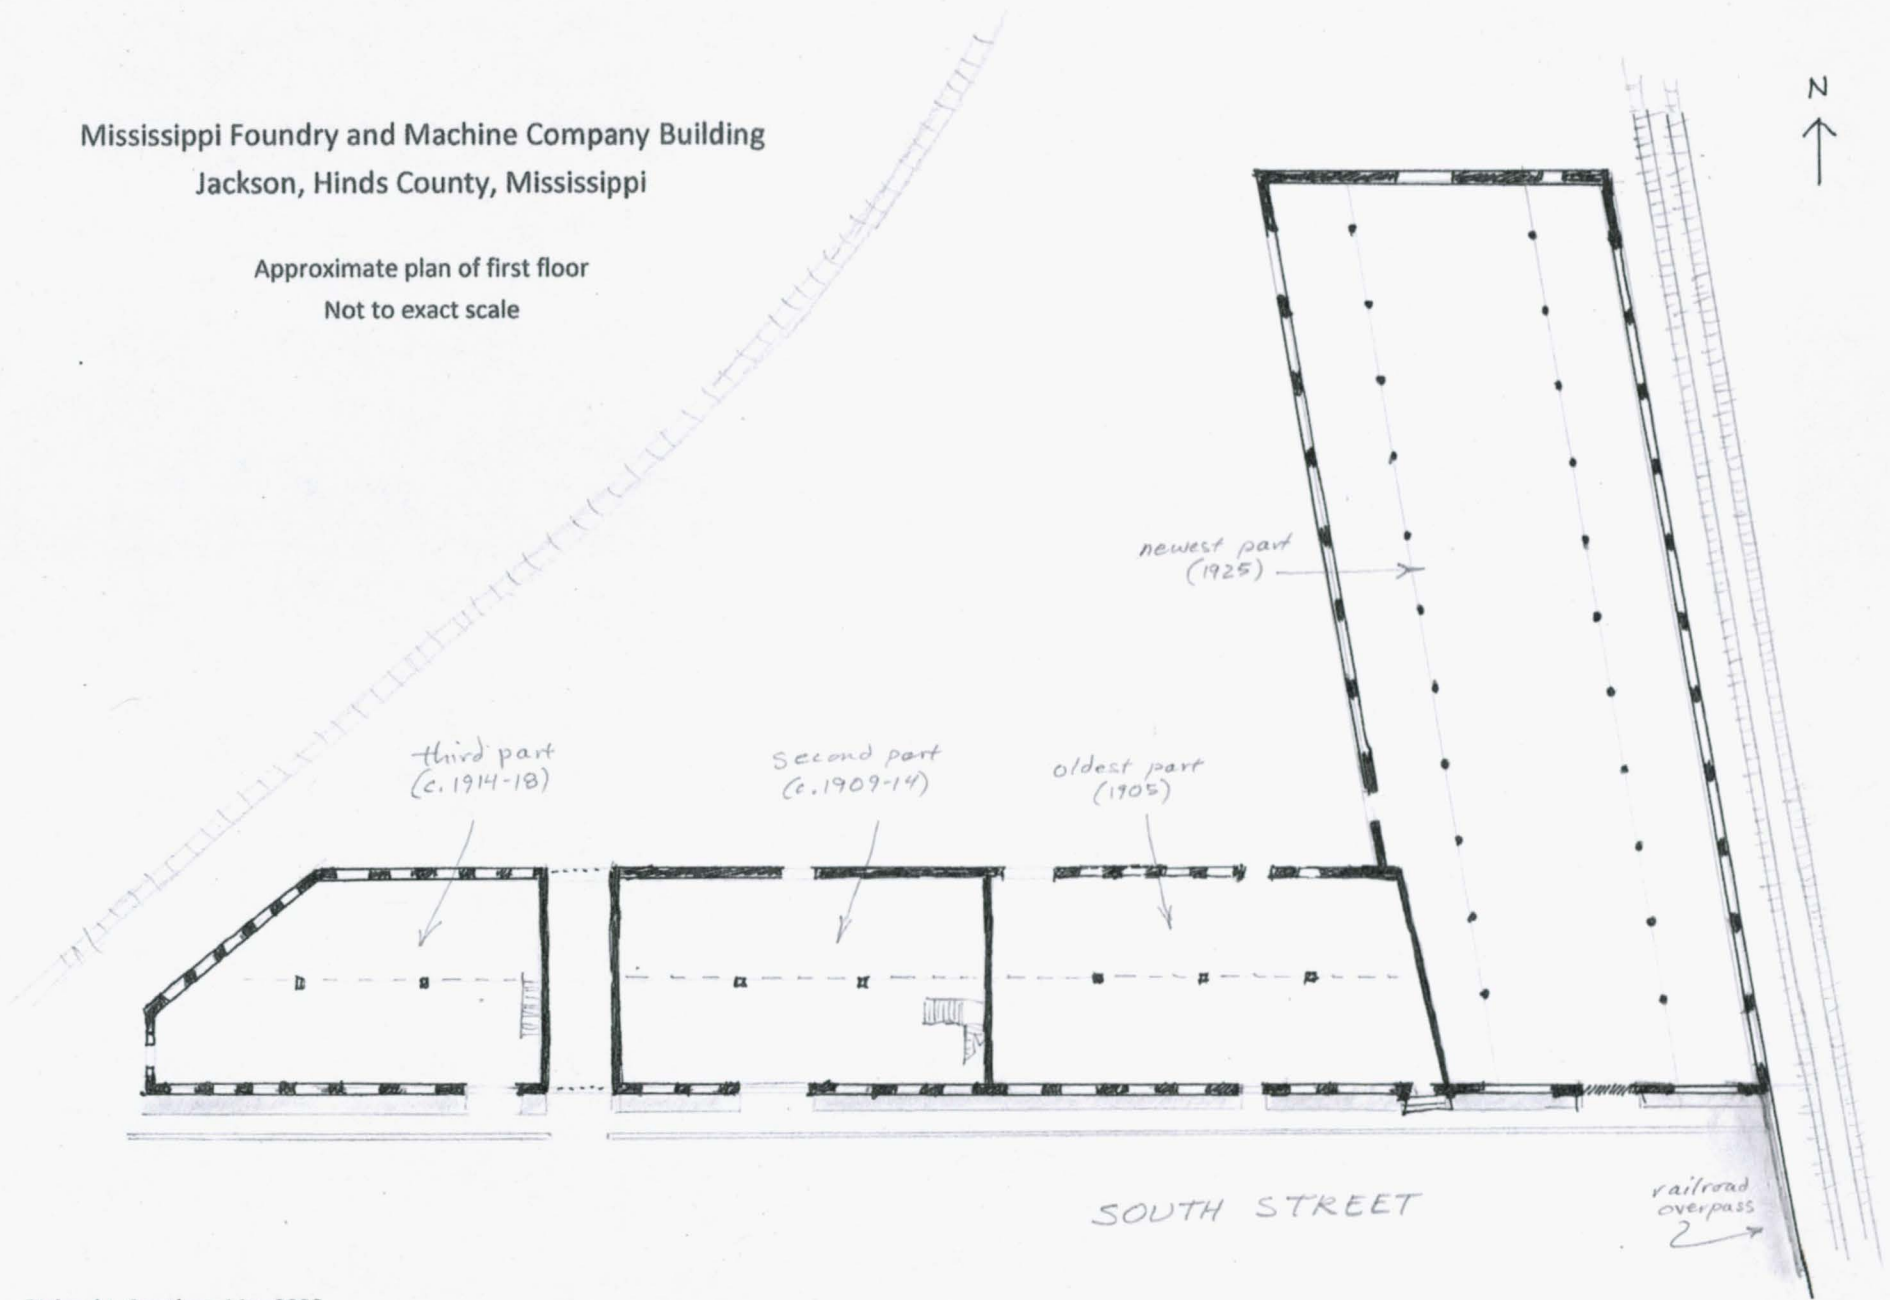 Mississippi Foundry and Machine Company Building
Jackson, Hinds County, Mississippi
Approximate plan of first floor
Not to exact scale
N
newest part
(1925)
third part
(c.1914-18)
second part
(c.1909-14)
oldest part
(1905)
SOUTH STREET
railroad
overpass